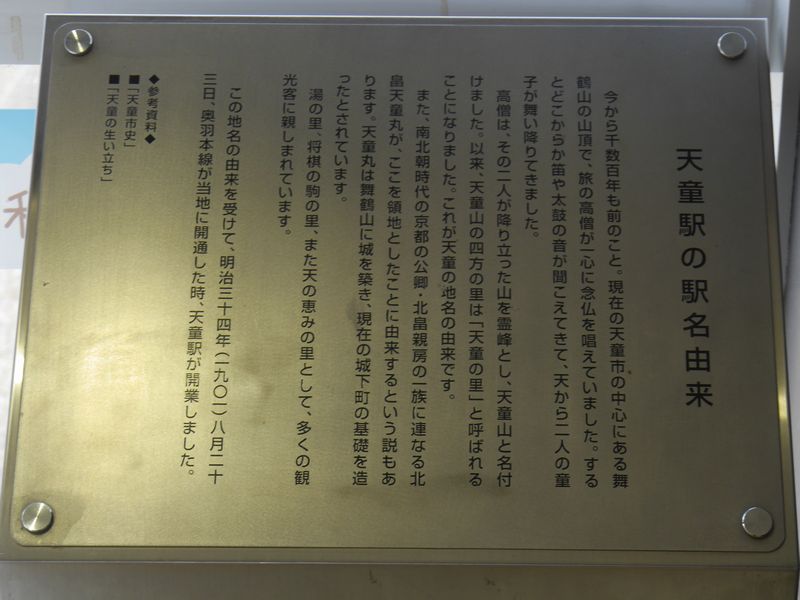 天童駅の駅名由来
今から千数百年も前のこと。現在の天童市の中心にある舞
鶴山の山頂で、旅の高僧が一心に念仏を唱えていました。する
とどこからか笛や太鼓の音が聞こえてきて、天から二人の童
子が舞い降りてきました。
高僧は、その二人が降り立った山を霊峰とし、天童山と名付
けました。以来、天童山の四方の里は「天童の里」と呼ばれる
ことになりました。これが天童の地名の由来です。
また、南北朝時代の京都の公卿・北畠親房の一族に連なる北
畠天童丸が、ここを領地としたことに由来するという説もあ
ります。天童丸は舞鶴山に城を築き、現在の城下町の基礎を造
ったとされています。
湯の里、将棋の駒の里、また天の恵みの里として、多くの観
光客に親しまれています。
この地名の由来を受けて、明治三十四年(一九〇一)八月二十
三日、奥羽本線が当地に開通した時、天童駅が開業しました。
◆参考資料◆
■「天童市史」
■「天童の生い立ち」